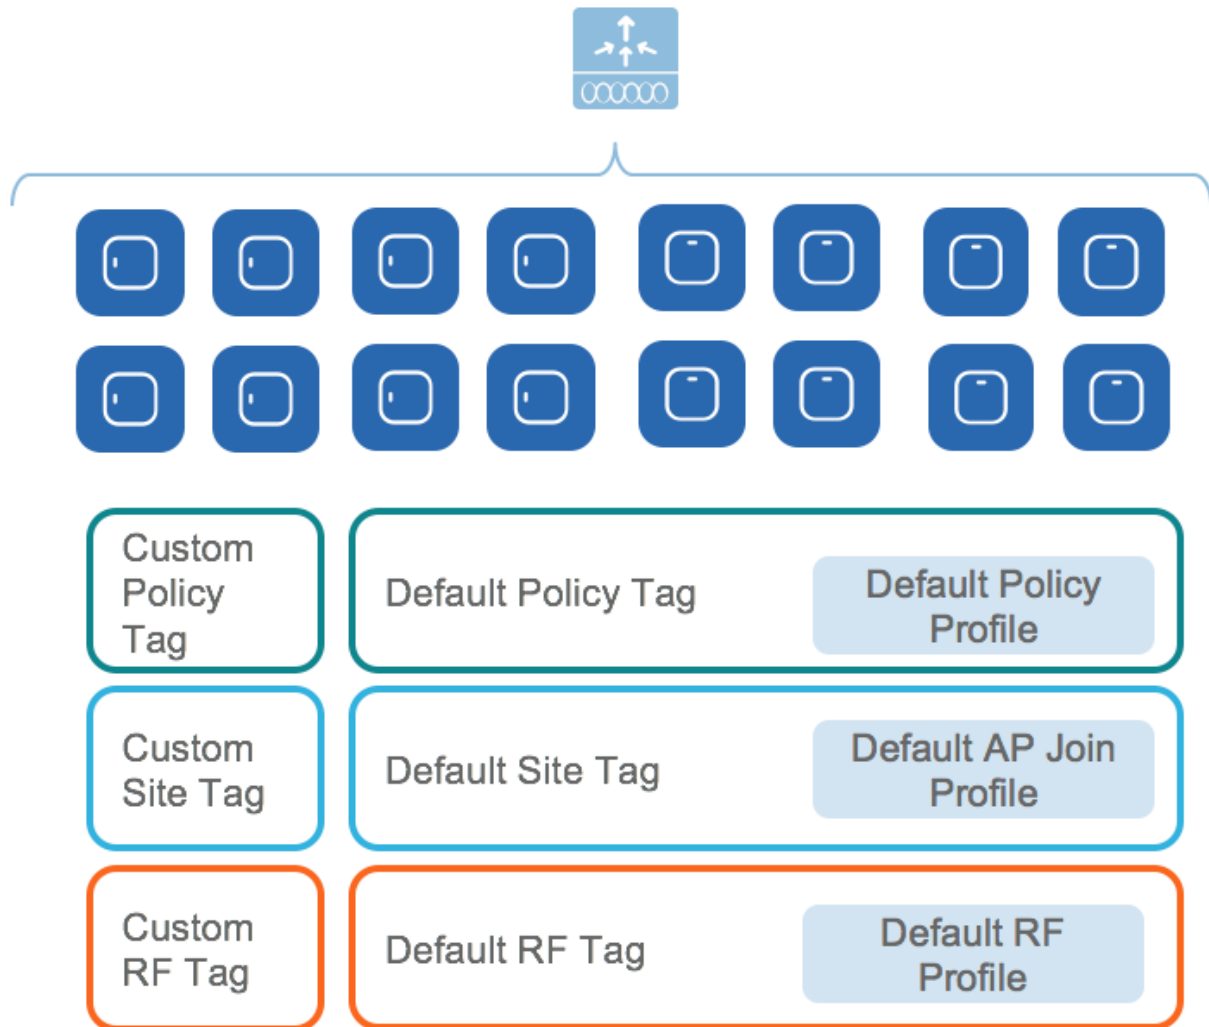 Custom
Policy
Tag
Default Policy Tag
Default Policy
Profile
Custom
Site Tag
Default Site Tag
Default AP Join
Profile
Custom
RF Tag
Default RF Tag
Default RF
Profile